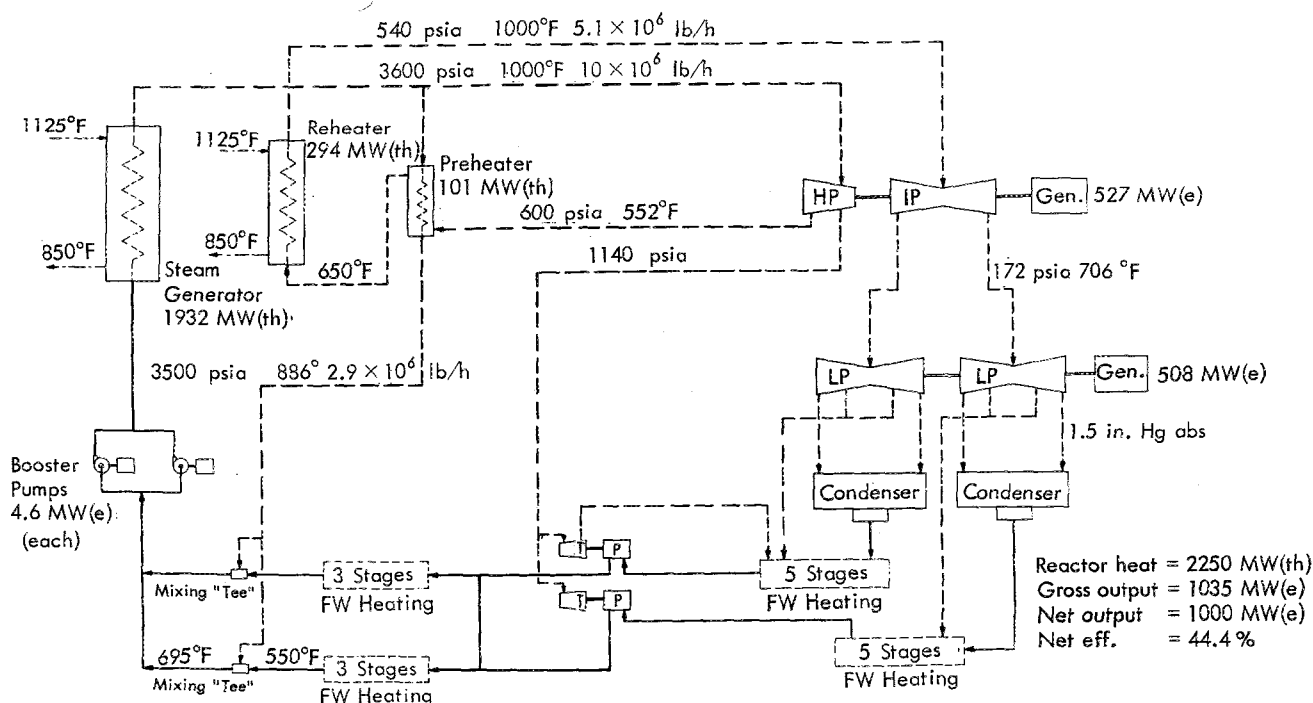 540 psia 1000°F 5.1 × 10⁶ lb/h
3600 psia 1000°F 10 × 10⁶ lb/h
1125°F
1125°F
Reheater
294 MW(th)
Preheater
101 MW(th)
HP
IP
Gen.
527 MW(e)
600 psia 552°F
850°F
850°F
650°F
1140 psia
172 psia 706 °F
Steam
Generator
1932 MW(th)
3500 psia
886° 2.9 × 10⁶ lb/h
LP
LP
Gen.
508 MW(e)
1.5 in. Hg abs
Booster
Pumps
4.6 MW(e)
(each)
Condenser
Condenser
T
P
3 Stages
FW Heating
Mixing "Tee"
5 Stages
FW Heating
T
P
695°F
550°F
3 Stages
FW Heating
Mixing "Tee"
5 Stages
FW Heating
Reactor heat = 2250 MW(th)
Gross output = 1035 MW(e)
Net output = 1000 MW(e)
Net eff. = 44.4 %